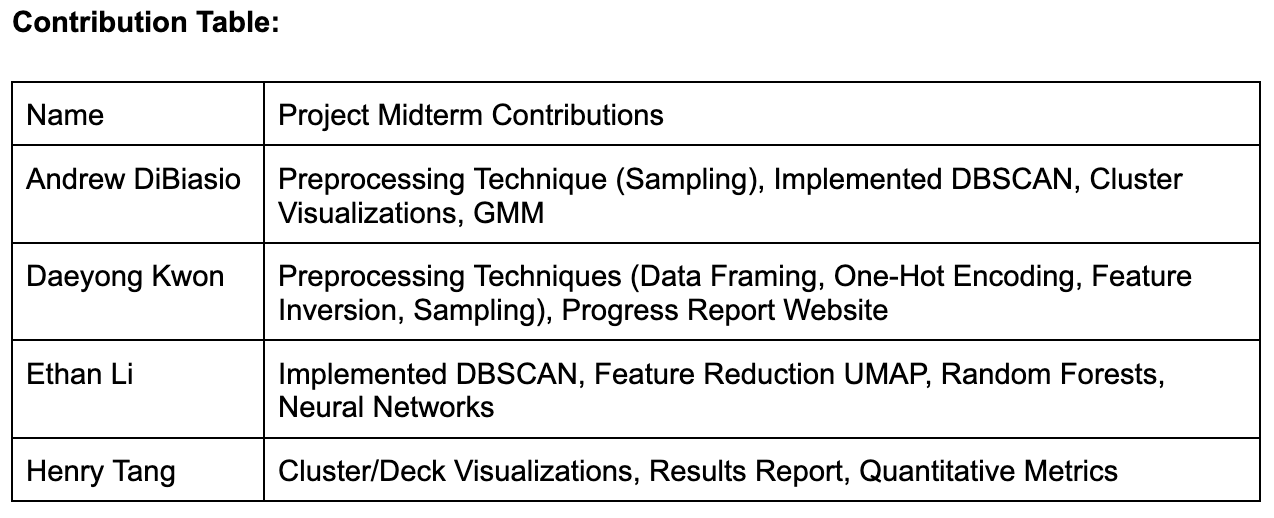 Contribution Table:
Name
Project Midterm Contributions
Andrew DiBiasio
Preprocessing Technique (Sampling), Implemented DBSCAN, Cluster
Visualizations, GMM
Daeyong Kwon
Preprocessing Techniques (Data Framing, One-Hot Encoding, Feature
Inversion, Sampling), Progress Report Website
Ethan Li
Implemented DBSCAN, Feature Reduction UMAP, Random Forests,
Neural Networks
Henry Tang
Cluster/Deck Visualizations, Results Report, Quantitative Metrics